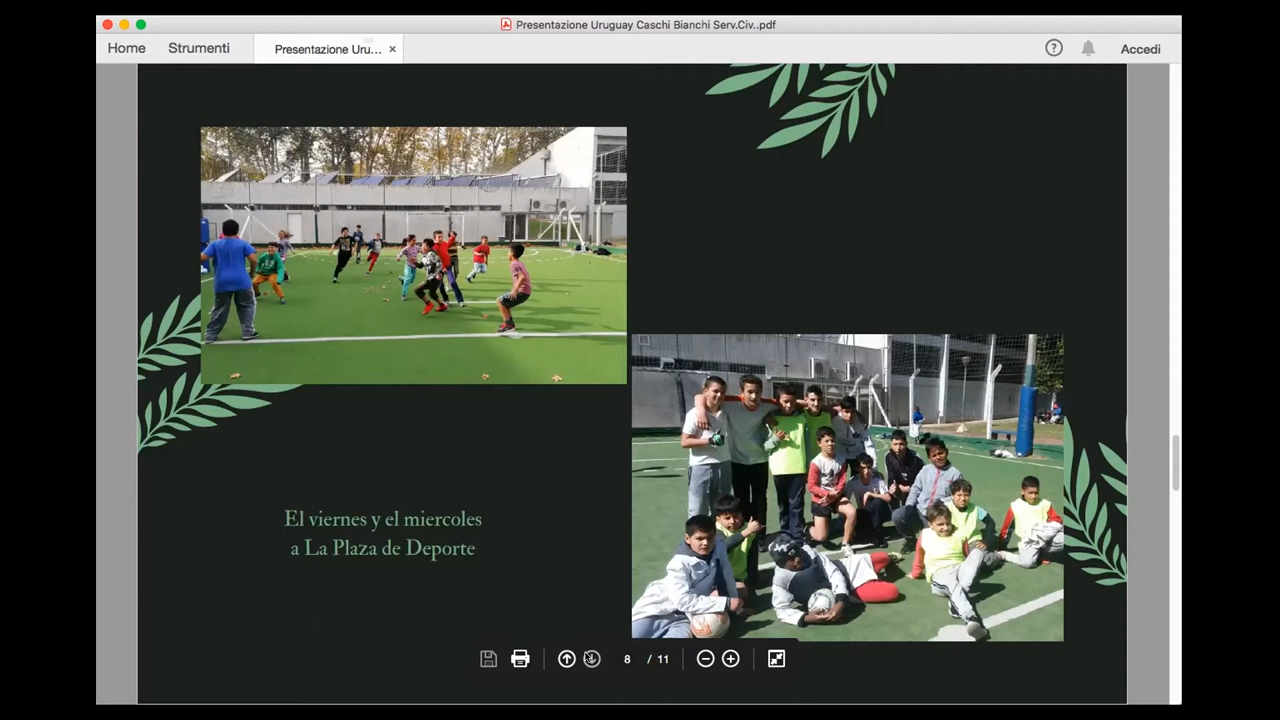 Presentazione Uruguay Caschi Bianchi Serv.Civ..pdf
Home
Strumenti
Presentazione Uru...
Accedi
El viernes y el miercoles
a La Plaza de Deporte
8 / 11